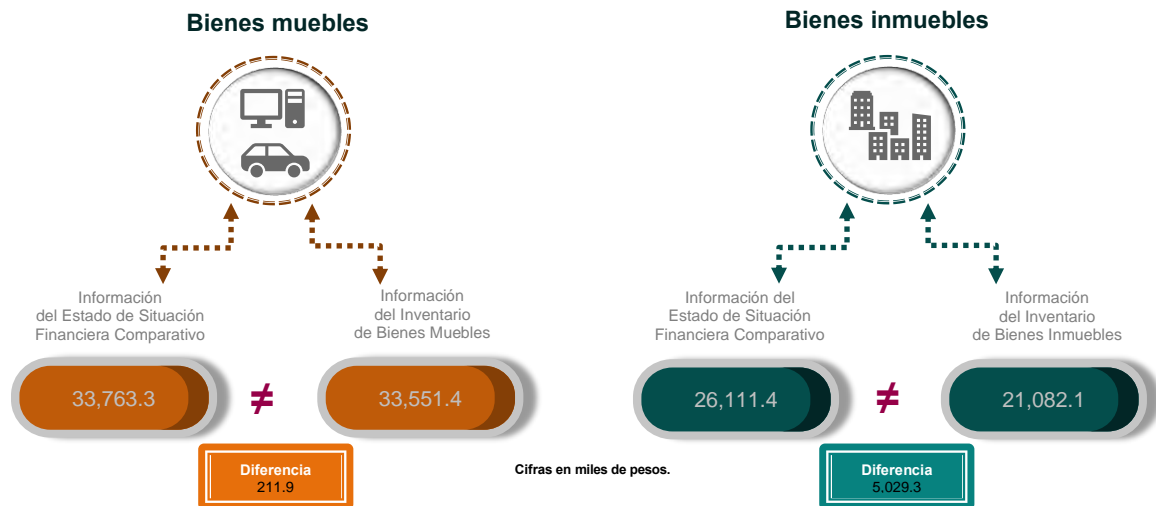 Bienes muebles
Información
del Estado de Situación
Financiera Comparativo
Información
del Inventario
de Bienes Muebles
33,763.3
≠
33,551.4
Diferencia
211.9
Cifras en miles de pesos.
Bienes inmuebles
Información del
Estado de Situación
Financiera Comparativo
Información
del Inventario
de Bienes Inmuebles
26,111.4
≠
21,082.1
Diferencia
5,029.3